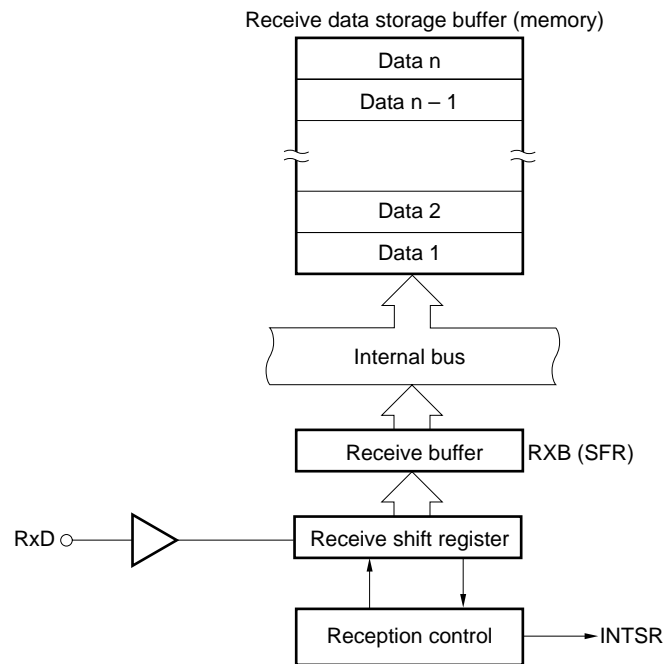 Receive data storage buffer (memory)
Data n
Data n – 1
Data 2
Data 1
Internal bus
Receive buffer
RXB (SFR)
RxD
Receive shift register
Reception control
INTSR